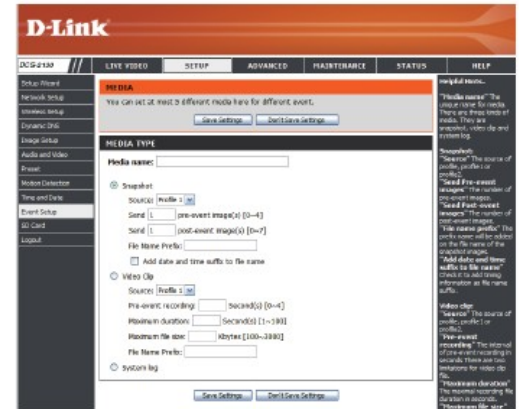 D-Link
DCS-2130
LIVE VIDEO
SETUP
ADVANCED
MAINTENANCE
STATUS
HELP
Setup Wizard
Network Setup
Wireless Setup
Dynamic DNS
Image Setup
Audio and Video
Preset
Motion Detection
Time and Date
Event Setup
SD Card
Logout
MEDIA
You can set at most 5 different media here for different event.
Save Settings
Don't Save Settings
MEDIA TYPE
Media name:
Snapshot
Source: Profile 1
Send 1 pre-event image(s) [0~4]
Send 1 post-event image(s) [0~7]
File Name Prefix:
Add date and time suffix to file name
Video Clip
Source: Profile 1
Pre-event recording: Second(s) [0~4]
Maximum duration: Second(s) [1~100]
Maximum file size: Kbytes [100~3000]
File Name Prefix:
System log
Save Settings
Don't Save Settings
Helpful Hints..
"Media name" The
unique name for media.
There are three kinds of
media. They are
snapshot, video clip and
system log.
Snapshot:
"Source" The source of
profile, profile1 or
profile2.
"Send Pre-event
images" The number of
pre-event images.
"Send Post-event
images" The number of
post-event images.
"File name prefix" The
prefix name will be added
on the file name of the
snapshot images.
"Add date and time
suffix to file name"
Check it to add timing
information as file name
suffix.
Video clip:
"Source" The source of
profile, profile1 or
profile2.
"Pre-event
recording" The interval
of pre-event recording in
seconds There are two
limitations for video clip
file.
"Maximum duration"
The maximal recording file
duration in seconds.
"Maximum file size"